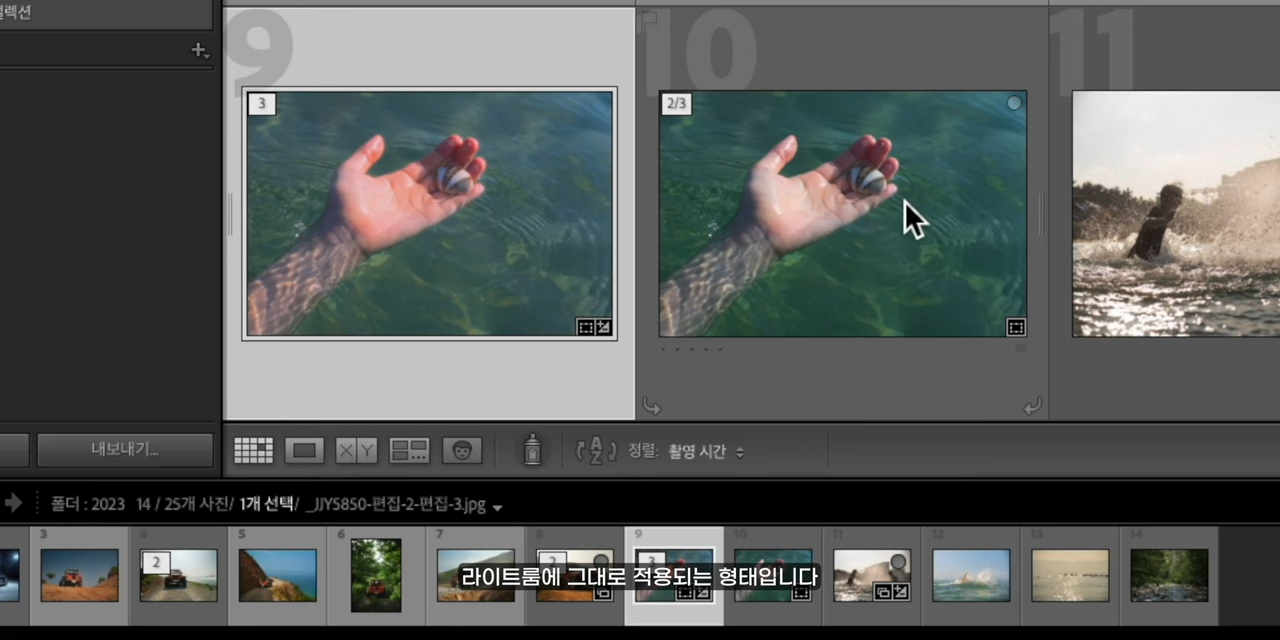 렉션
9
10
11
3
2/3
내보내기...
X Y
A
Z
정렬: 촬영 시간
폴더 : 2023 14 / 25개 사진/ 1개 선택/ _JJY5850-편집-2-편집-3.jpg
3 4 5 6 7 8 9 10 11 12 13 14
2
라이트룸에 그대로 적용되는 형태입니다